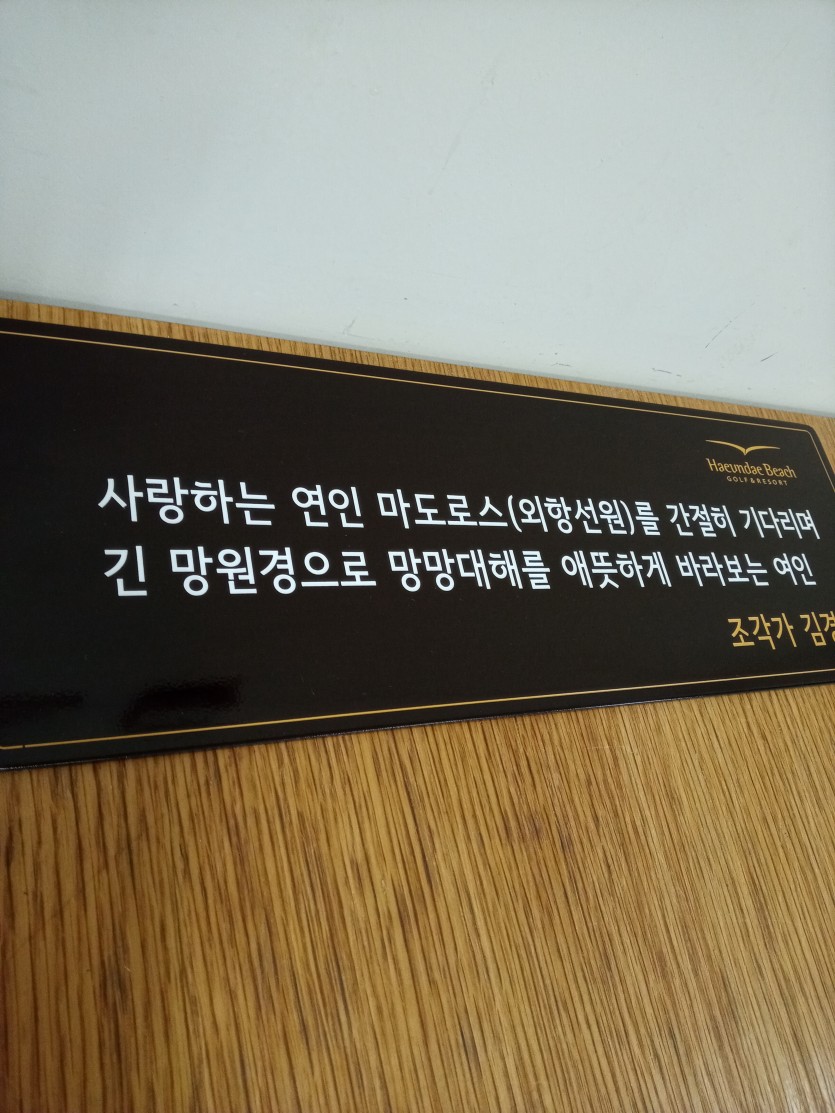 Haeundae Beach
GOLF & RESORT
사랑하는 연인 마도로스(외항선원)를 간절히 기다리며
긴 망원경으로 망망대해를 애뜻하게 바라보는 여인
조각가